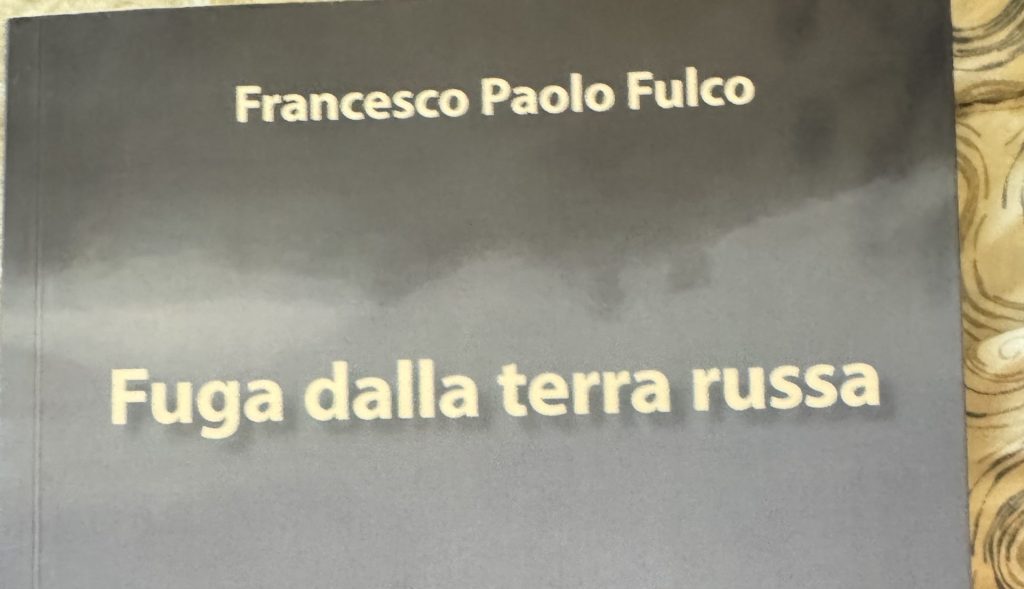 Francesco Paolo Fulco
Fuga dalla terra russa